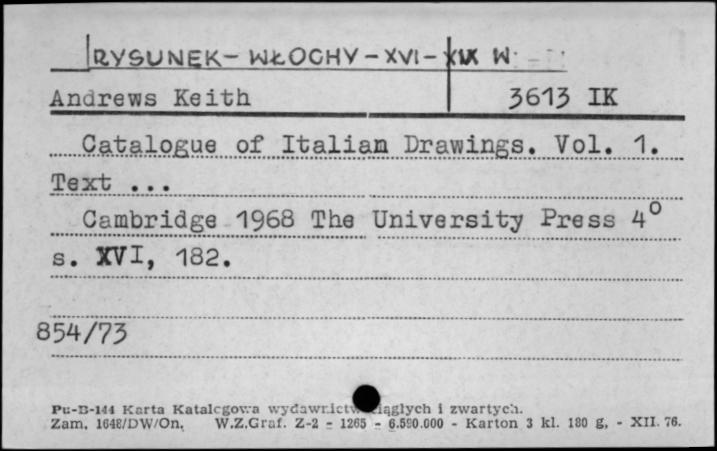 RYSUNEK - WŁOCHY - XVI - XIX W
Andrews Keith 3613 IK
Catalogue of Italian Drawings. Vol. 1.
Text ...
Cambridge 1968 The University Press 4°
s. XVI, 182.
854/73
Pu-B-144 Karta Katalogowa wydawnictw ciągłych i zwartych.
Zam. 1648/DW/On. W.Z.Graf. Z-2 - 1265 - 6.590.000 - Karton 3 kl. 180 g, - XII. 76.